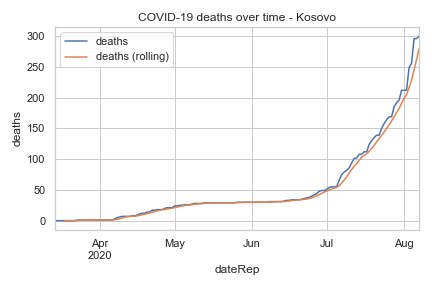 COVID-19 deaths over time - Kosovo
deaths
deaths (rolling)
300
250
200
150
100
50
0
deaths
Apr May Jun Jul Aug
2020
dateRep